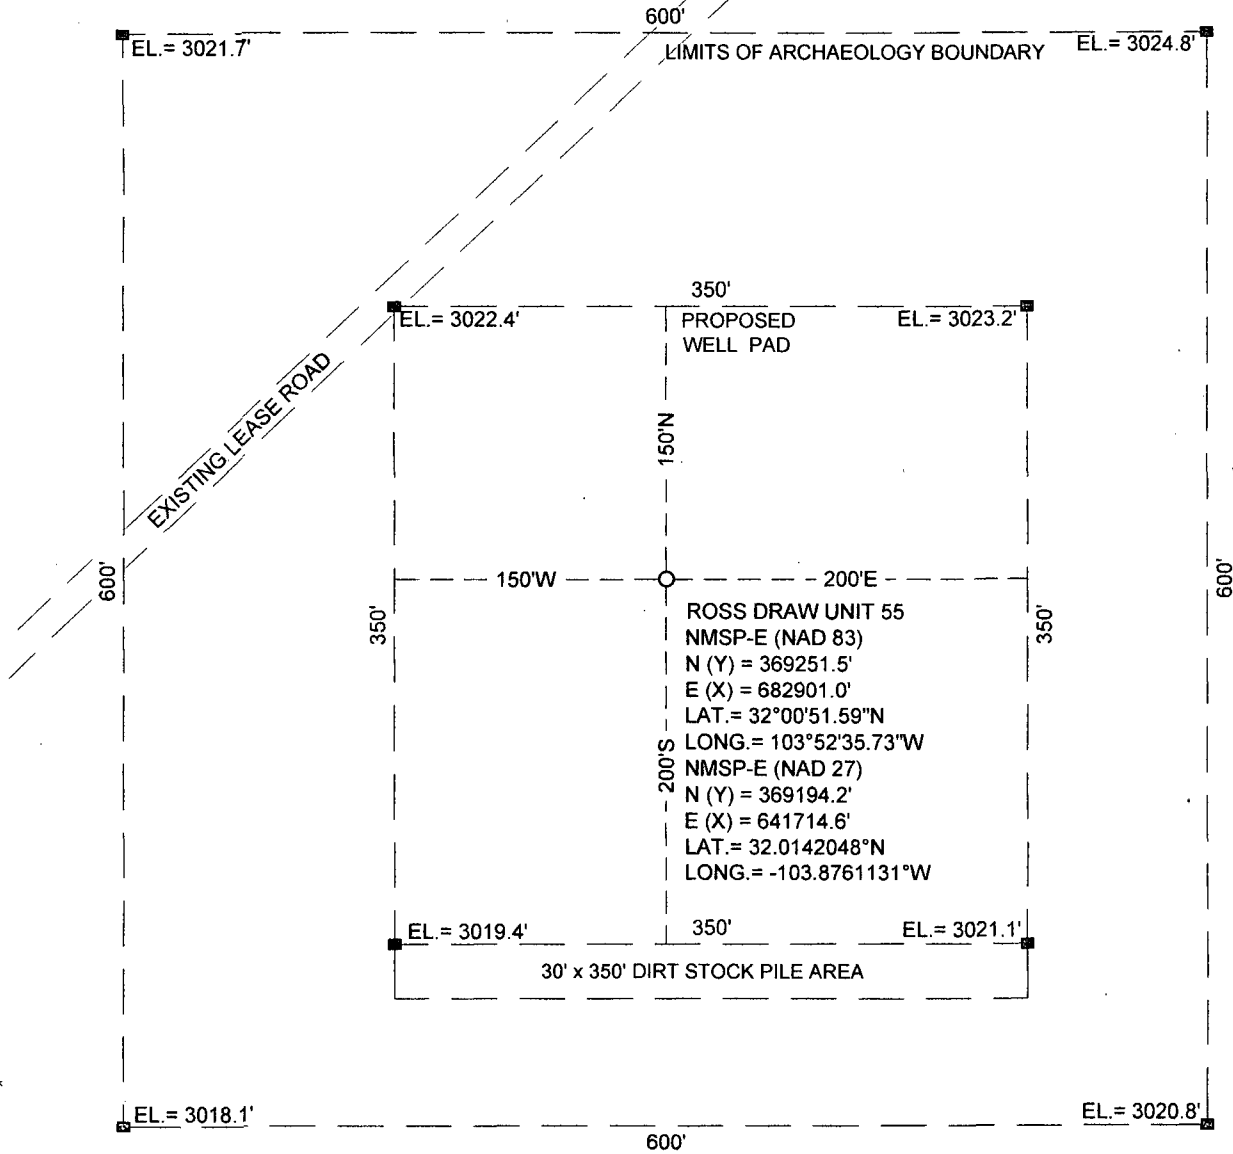 600'
EL.= 3021.7'
LIMITS OF ARCHAEOLOGY BOUNDARY
EL.= 3024.8'
350'
EL.= 3022.4'
PROPOSED
WELL PAD
EL.= 3023.2'
EXISTING LEASE ROAD
150'N
600'
150'W
200'E
600'
350'
350'
ROSS DRAW UNIT 55
NMSP-E (NAD 83)
N (Y) = 369251.5'
E (X) = 682901.0'
LAT.= 32°00'51.59"N
LONG.= 103°52'35.73"W
NMSP-E (NAD 27)
N (Y) = 369194.2'
E (X) = 641714.6'
LAT.= 32.0142048°N
LONG.= -103.8761131°W
200'S
EL.= 3019.4'
350'
EL.= 3021.1'
30' x 350' DIRT STOCK PILE AREA
EL.= 3018.1'
EL.= 3020.8'
600'